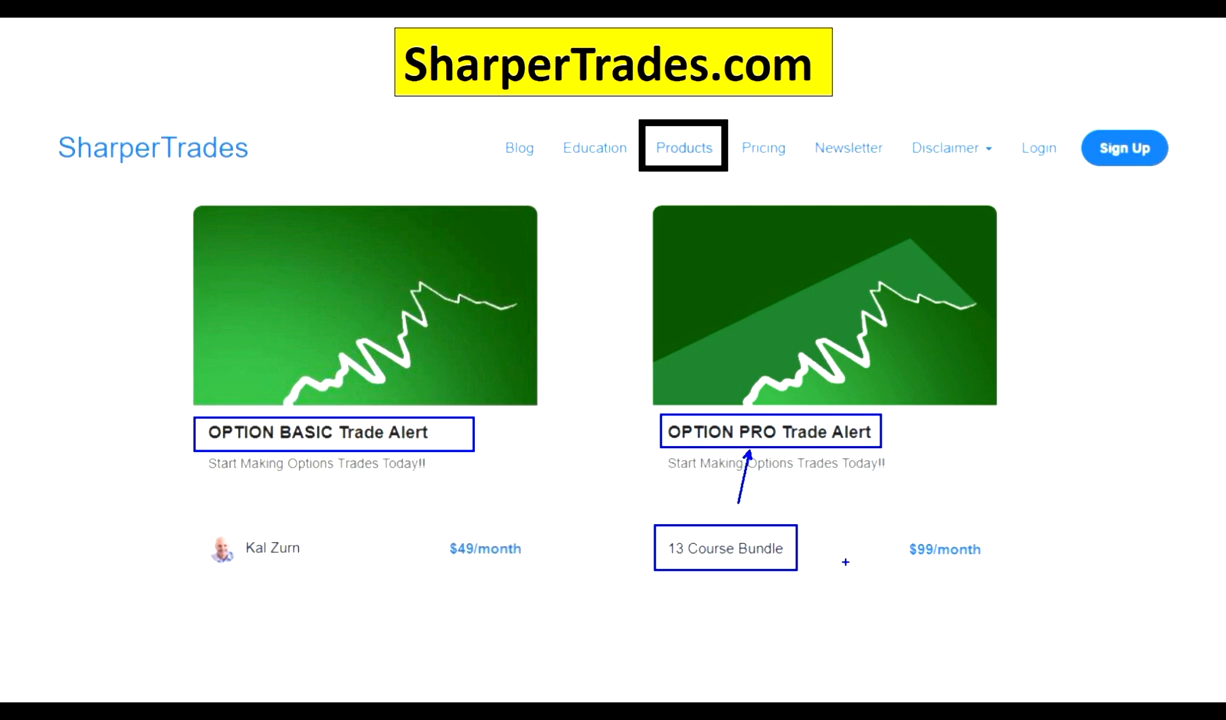 SharperTrades.com
SharperTrades Blog Education Products Pricing Newsletter Disclaimer Login Sign Up
OPTION BASIC Trade Alert
Start Making Options Trades Today!!
Kal Zurn $49/month
OPTION PRO Trade Alert
Start Making Options Trades Today!!
13 Course Bundle $99/month